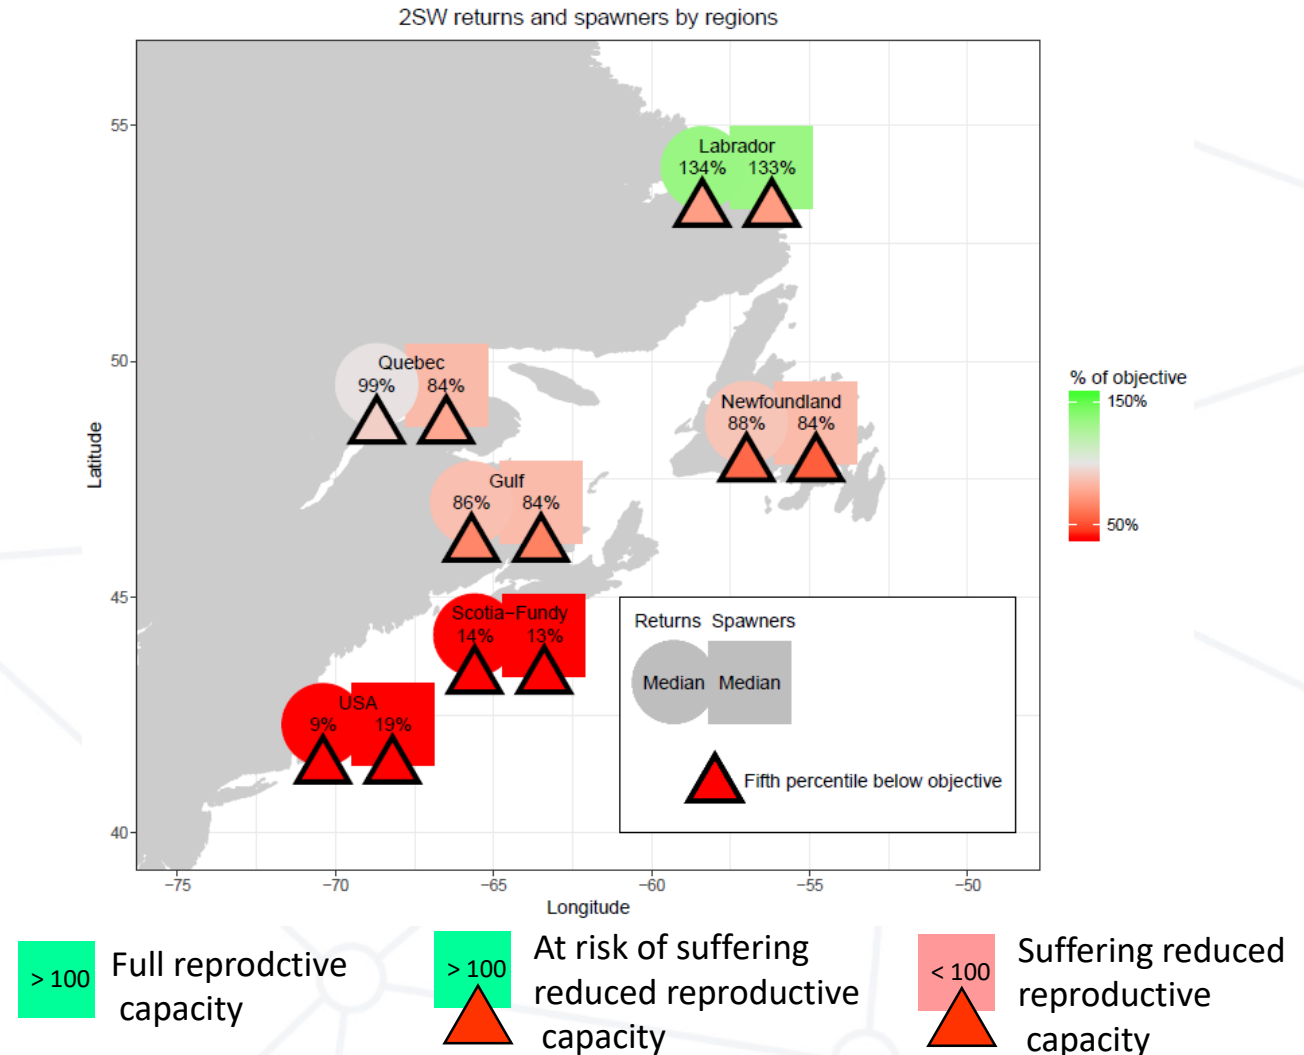 2SW returns and spawners by regions
55
50
45
40
Latitude
Labrador
134% 133%
Quebec
99% 84%
Newfoundland
88% 84%
Gulf
86% 84%
Scotia-Fundy
14% 13%
USA
9% 19%
Returns Spawners
Median Median
Fifth percentile below objective
% of objective
150%
50%
-75 -70 -65 -60 -55 -50
Longitude
> 100
Full reprodctive
capacity
> 100
At risk of suffering
reduced reproductive
capacity
< 100
Suffering reduced
reproductive
capacity